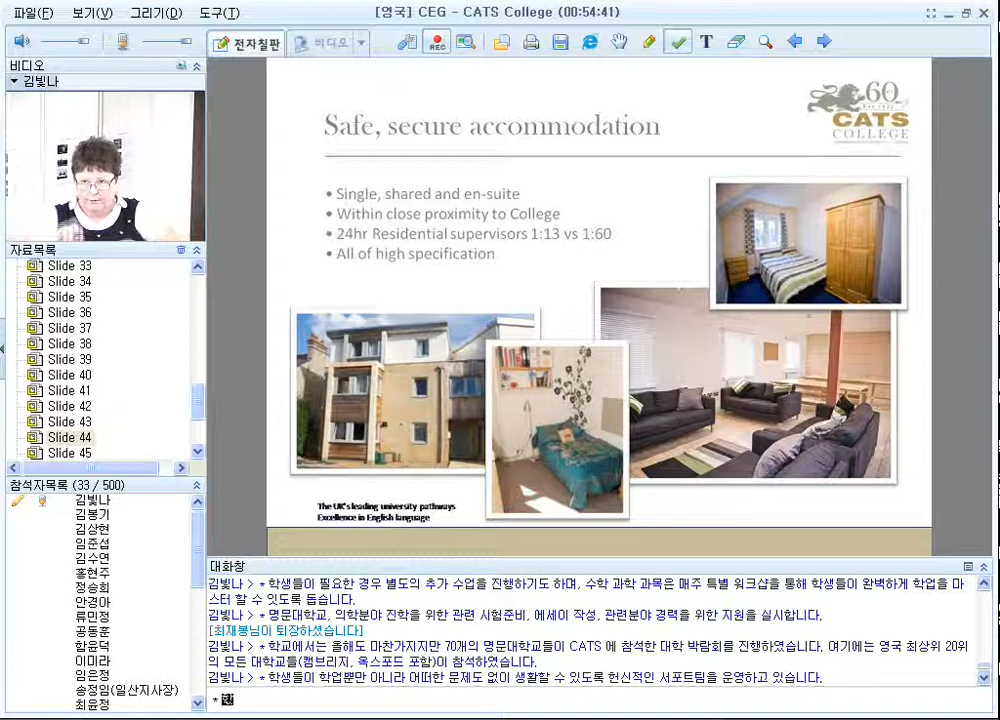 파일(F) 보기(V) 그리기(D) 도구(T)
[영국] CEG - CATS College (00:54:41)
전자칠판
비디오
REC
T
비디오
김빛나
자료목록
Slide 33
Slide 34
Slide 35
Slide 36
Slide 37
Slide 38
Slide 39
Slide 40
Slide 41
Slide 42
Slide 43
Slide 44
Slide 45
참석자목록 (33 / 500)
김빛나
김봉기
김상현
임준섭
김수연
홍현주
정승희
안경아
류민정
공동훈
함윤덕
이미라
임은정
송정임(일산지사장)
최윤정
Safe, secure accommodation
60
CATS
COLLEGE
• Single, shared and en-suite
• Within close proximity to College
• 24hr Residential supervisors 1:13 vs 1:60
• All of high specification
The UK's leading university pathways
Excellence in English language
대화창
김빛나 > * 학생들이 필요한 경우 별도의 추가 수업을 진행하기도 하며, 수학 과학 과목은 매주 특별 워크샵을 통해 학생들이 완벽하게 학업을 마
스터 할 수 있도록 돕습니다.
김빛나 > * 명문대학교, 의학분야 진학을 위한 관련 시험준비, 에세이 작성, 관련분야 경력을 위한 지원을 실시합니다.
[최재봉님이 퇴장하셨습니다]
김빛나 > * 학교에서는 올해도 마찬가지지만 70개의 명문대학교들이 CATS 에 참석한 대학 박람회를 진행하였습니다. 여기에는 영국 최상위 20위
의 모든 대학교들(캠브리지, 옥스포드 포함)이 참석하였습니다.
김빛나 > * 학생들이 학업뿐만 아니라 어떠한 문제도 없이 생활할 수 있도록 헌신적인 서포트팀을 운영하고 있습니다.
*